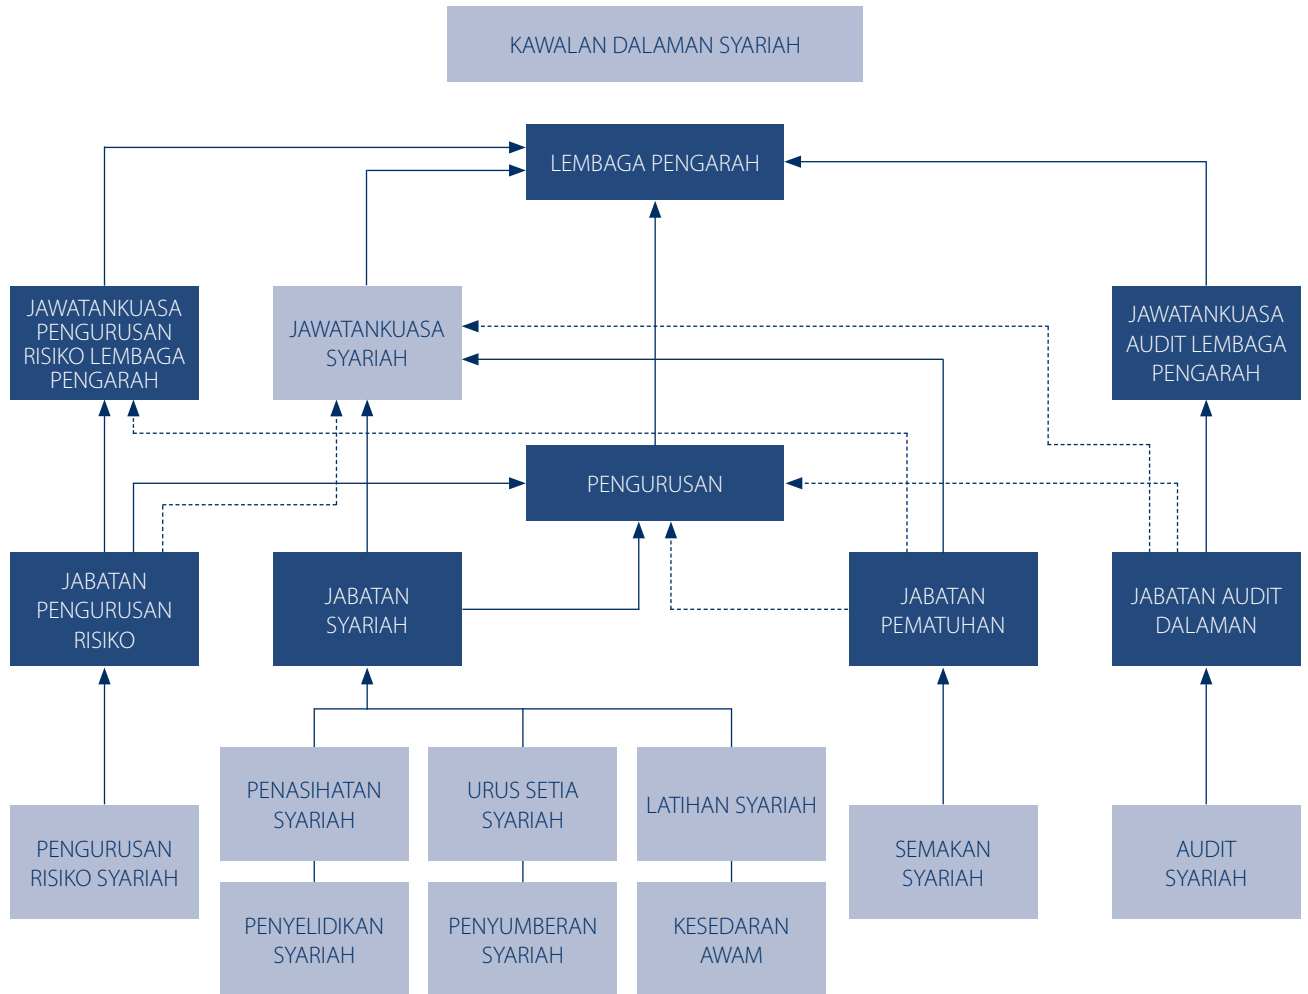 KAWALAN DALAMAN SYARIAH
LEMBAGA PENGARAH
JAWATANKUASA
PENGURUSAN
RISIKO LEMBAGA
PENGARAH
JAWATANKUASA
SYARIAH
JAWATANKUASA
AUDIT LEMBAGA
PENGARAH
PENGURUSAN
JABATAN
PENGURUSAN
RISIKO
JABATAN
SYARIAH
JABATAN
PEMATUHAN
JABATAN AUDIT
DALAMAN
PENASIHATAN
SYARIAH
URUS SETIA
SYARIAH
LATIHAN SYARIAH
PENGURUSAN
RISIKO SYARIAH
SEMAKAN
SYARIAH
AUDIT
SYARIAH
PENYELIDIKAN
SYARIAH
PENYUMBERAN
SYARIAH
KESEDARAN
AWAM